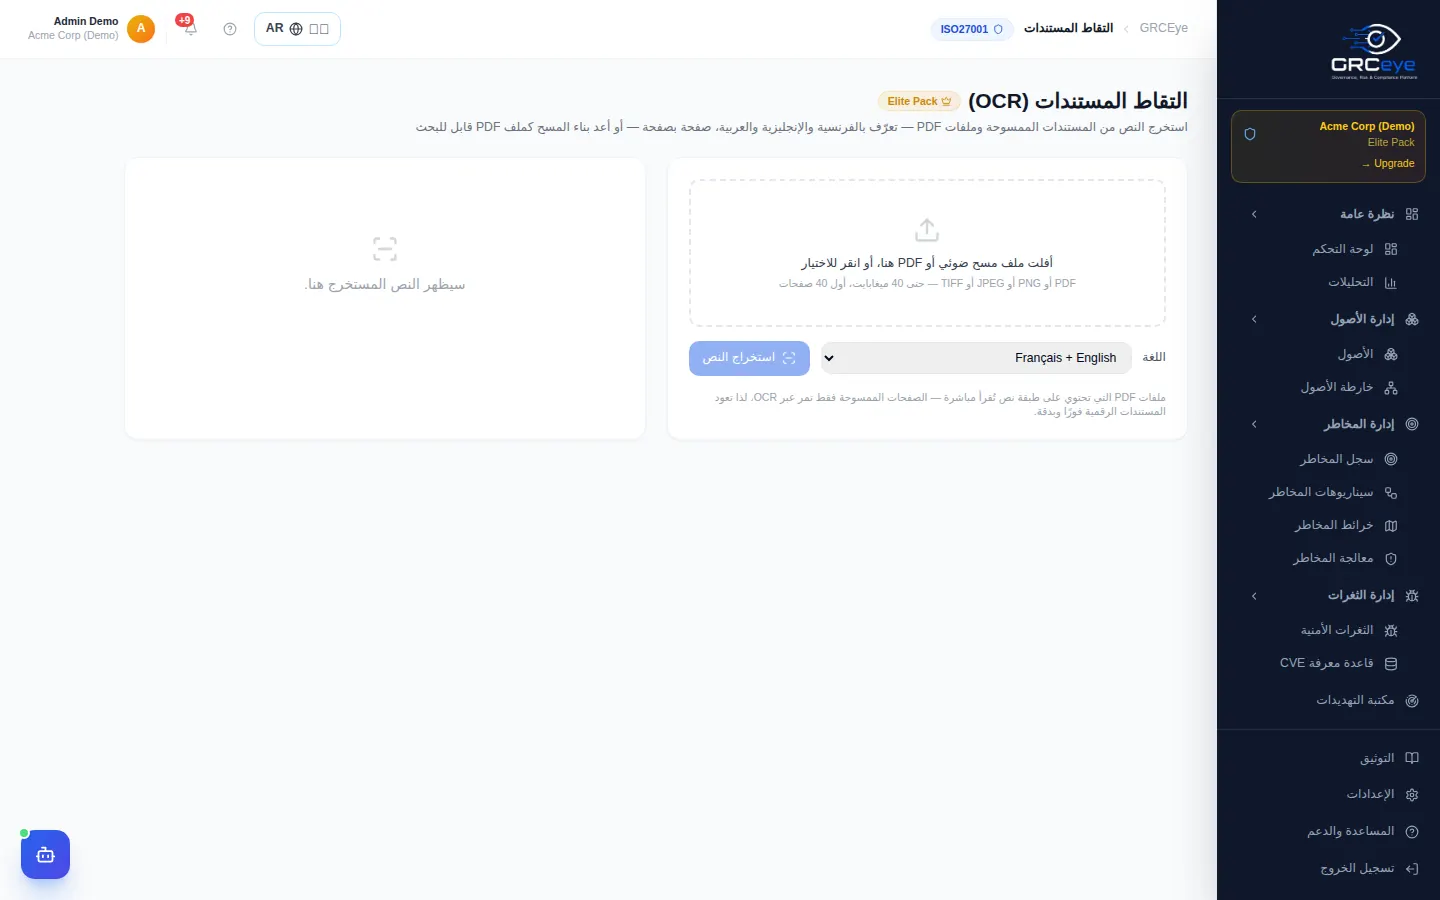 GRCeye
Governance, Risk & Compliance Platform
Acme Corp (Demo)
Elite Pack
→ Upgrade
نظرة عامة
لوحة التحكم
التحليلات
إدارة الأصول
الأصول
خارطة الأصول
إدارة المخاطر
سجل المخاطر
سيناريوهات المخاطر
خرائط المخاطر
معالجة المخاطر
إدارة الثغرات
الثغرات الأمنية
قاعدة معرفة CVE
مكتبة التهديدات
التوثيق
الإعدادات
المساعدة والدعم
تسجيل الخروج
GRCEye
التقاط المستندات
ISO27001
AR
+9
A
Admin Demo
Acme Corp (Demo)
التقاط المستندات (OCR)
Elite Pack
استخرج النص من المستندات الممسوحة وملفات PDF — تعرّف بالفرنسية والإنجليزية والعربية، صفحة بصفحة — أو أعد بناء المسح كملف PDF قابل للبحث
أفلت ملف مسح ضوئي أو PDF هنا، أو انقر للاختيار
PDF أو PNG أو JPEG أو TIFF — حتى 40 ميغابايت، أول 40 صفحات
اللغة
Français + English
استخراج النص
ملفات PDF التي تحتوي على طبقة نص تُقرأ مباشرة — الصفحات الممسوحة فقط تمر عبر OCR، لذا تعود
المستندات الرقمية فورًا وبدقة.
سيظهر النص المستخرج هنا.